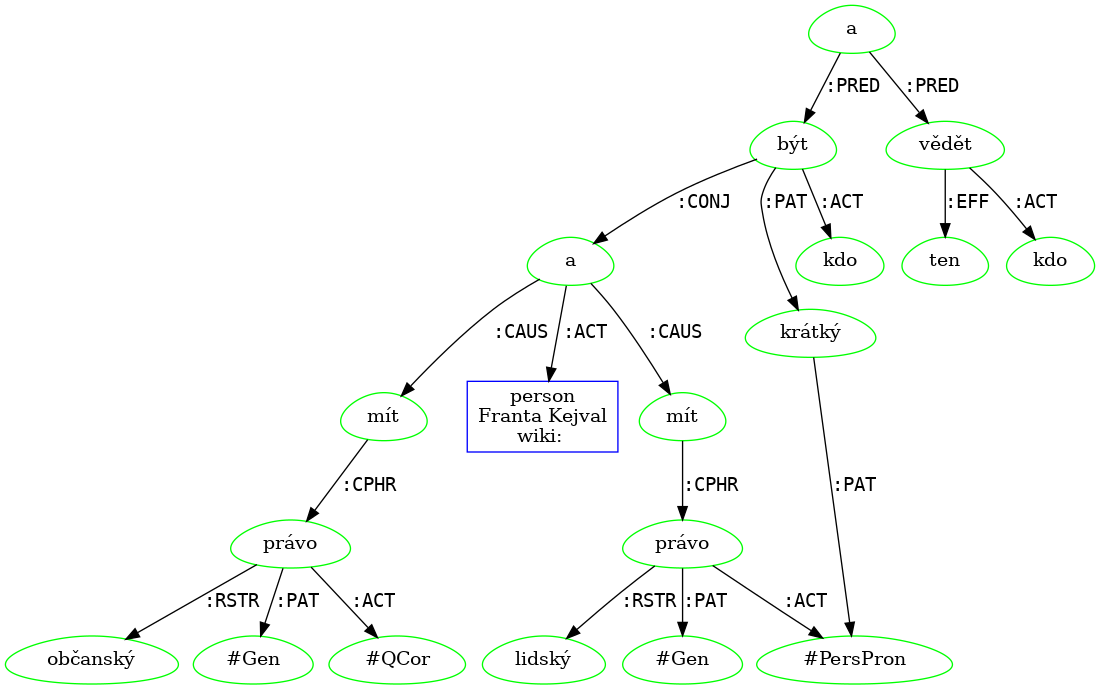 a
:PRED
:PRED
být
vědět
:CONJ
:PAT
:ACT
:EFF
:ACT
a
kdo
ten
kdo
krátký
:CAUS
:ACT
:CAUS
mít
person
Franta Kejval
wiki:
mít
:CPHR
:CPHR
:PAT
právo
právo
:RSTR
:PAT
:ACT
:RSTR
:PAT
:ACT
občanský
#Gen
#QCor
lidský
#Gen
#PersPron